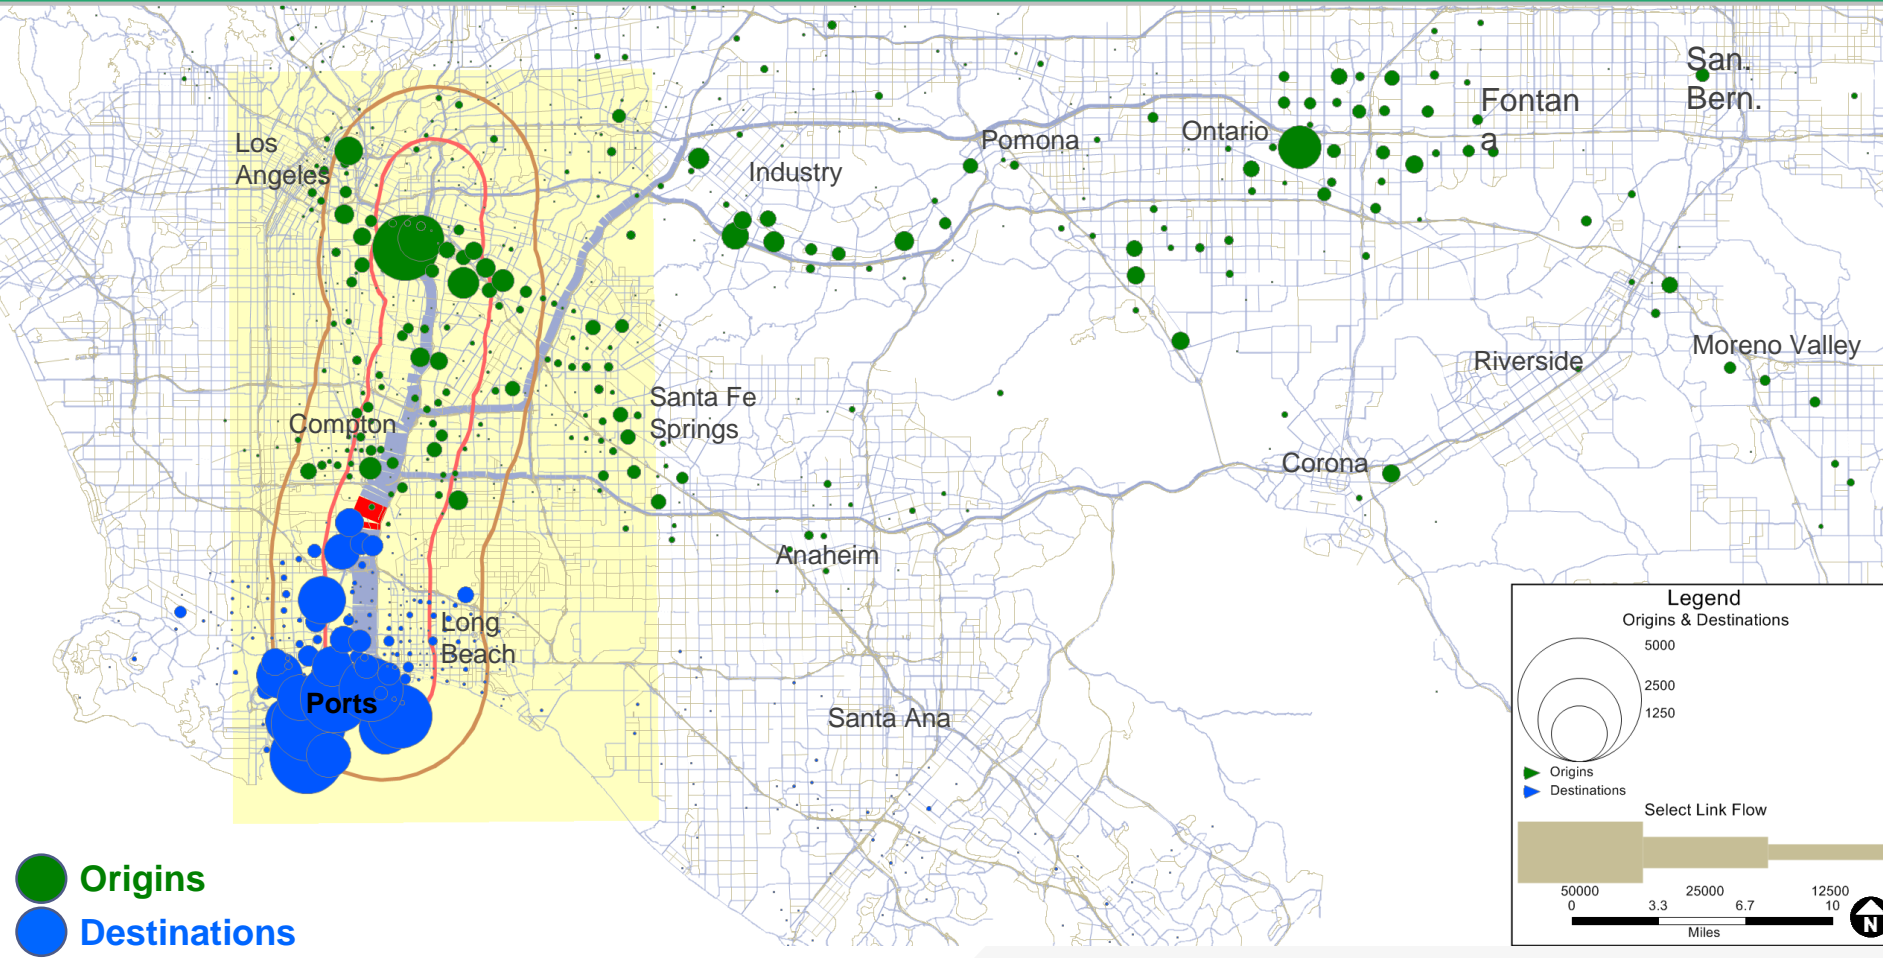 San.
Bern.
Fontan
a
Los
Angeles
Ontario
Pomona
Industry
Moreno Valley
Riverside
Santa Fe
Springs
Compton
Corona
Anaheim
Long
Beach
Ports
Santa Ana
Legend
Origins & Destinations
5000
2500
1250
Origins
Destinations
Select Link Flow
50000 25000 12500
0 3.3 6.7 10
Miles
N
Origins
Destinations